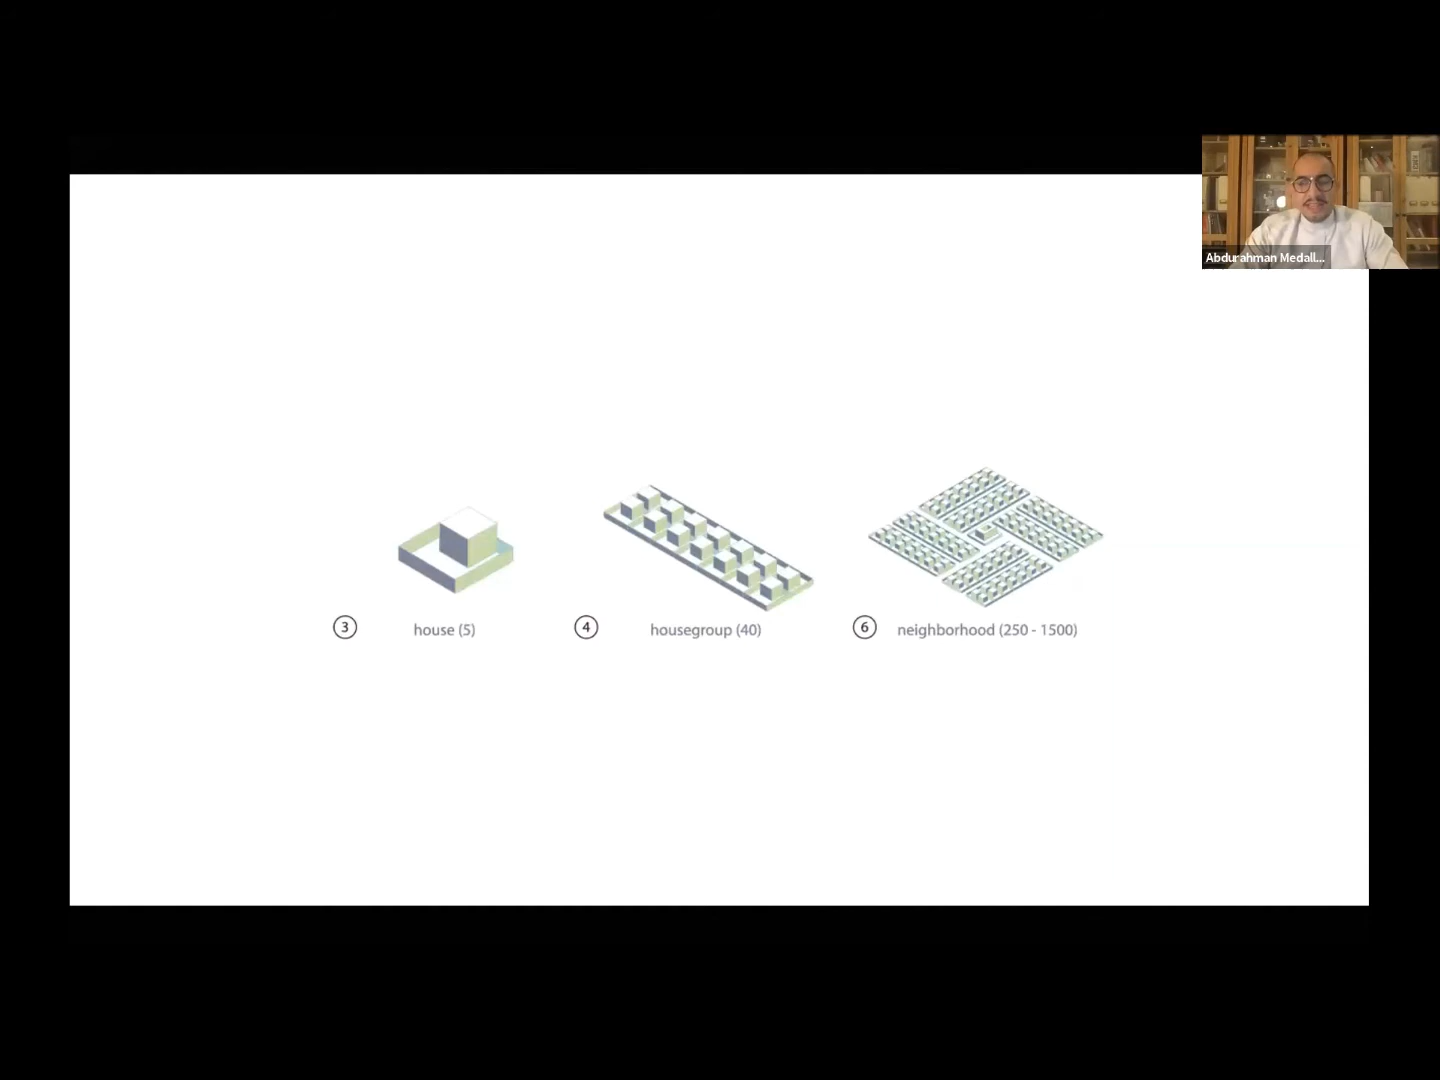 Abdurahman Medall...
3 house (5)
4 housegroup (40)
6 neighborhood (250 - 1500)